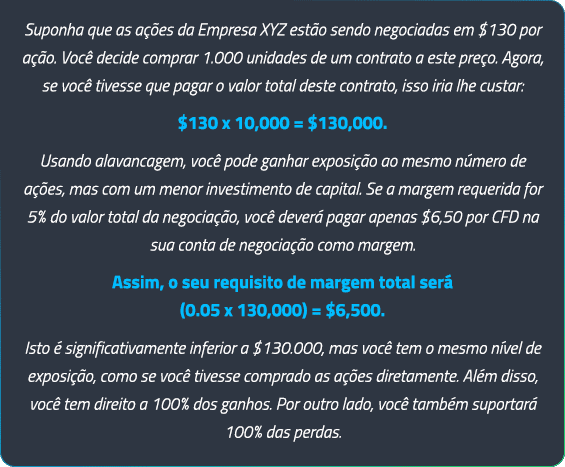 Suponha que as ações da Empresa XYZ estão sendo negociadas em $130 por
ação. Você decide comprar 1.000 unidades de um contrato a este preço. Agora,
se você tivesse que pagar o valor total deste contrato, isso iria lhe custar:
$130 x 10,000 = $130,000.
Usando alavancagem, você pode ganhar exposição ao mesmo número de
ações, mas com um menor investimento de capital. Se a margem requerida for
5% do valor total da negociação, você deverá pagar apenas $6,50 por CFD na
sua conta de negociação como margem.
Assim, o seu requisito de margem total será
(0.05 x 130,000) = $6,500.
Isto é significativamente inferior a $130.000, mas você tem o mesmo nível de
exposição, como se você tivesse comprado as ações diretamente. Além disso,
você tem direito a 100% dos ganhos. Por outro lado, você também suportará
100% das perdas.